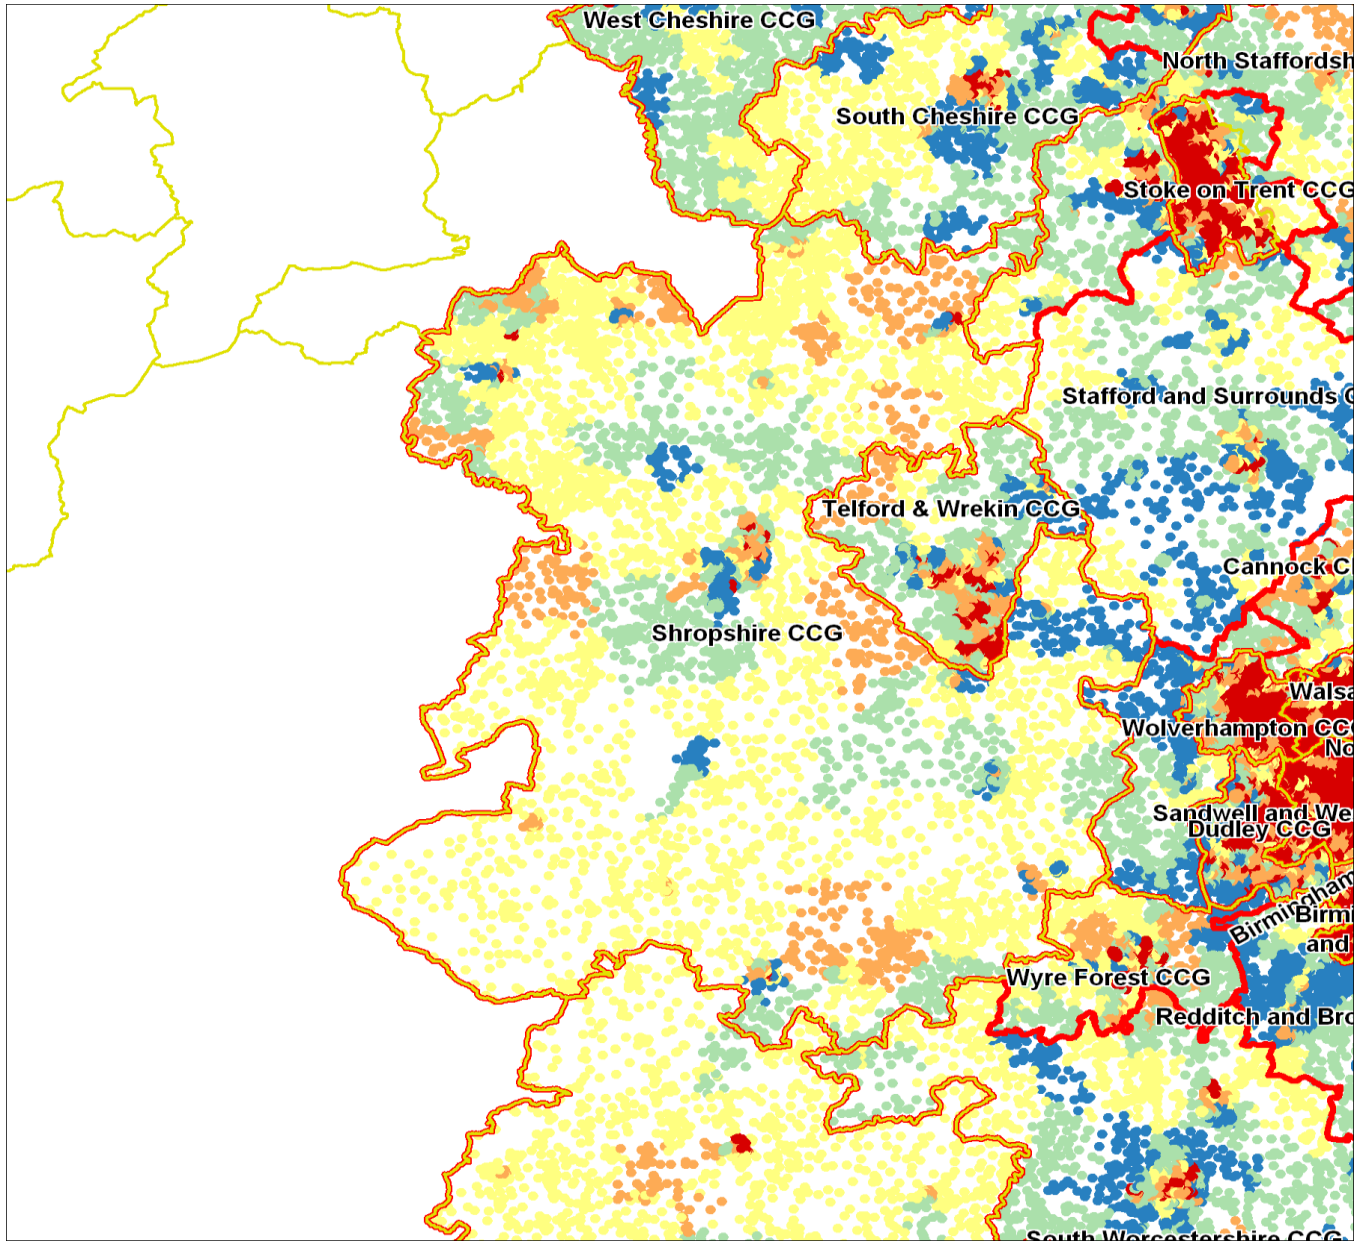 West Cheshire CCG
North Staffordsh
South Cheshire CCG
Stoke on Trent CCG
Stafford and Surrounds C
Telford & Wrekin CCG
Cannock C
Shropshire CCG
Walsa
Wolverhampton CC
No
Sandwell and We
Dudley CCG
Birmingham
Birmi
and
Wyre Forest CCG
Redditch and Bro
South Worcestershire CCG